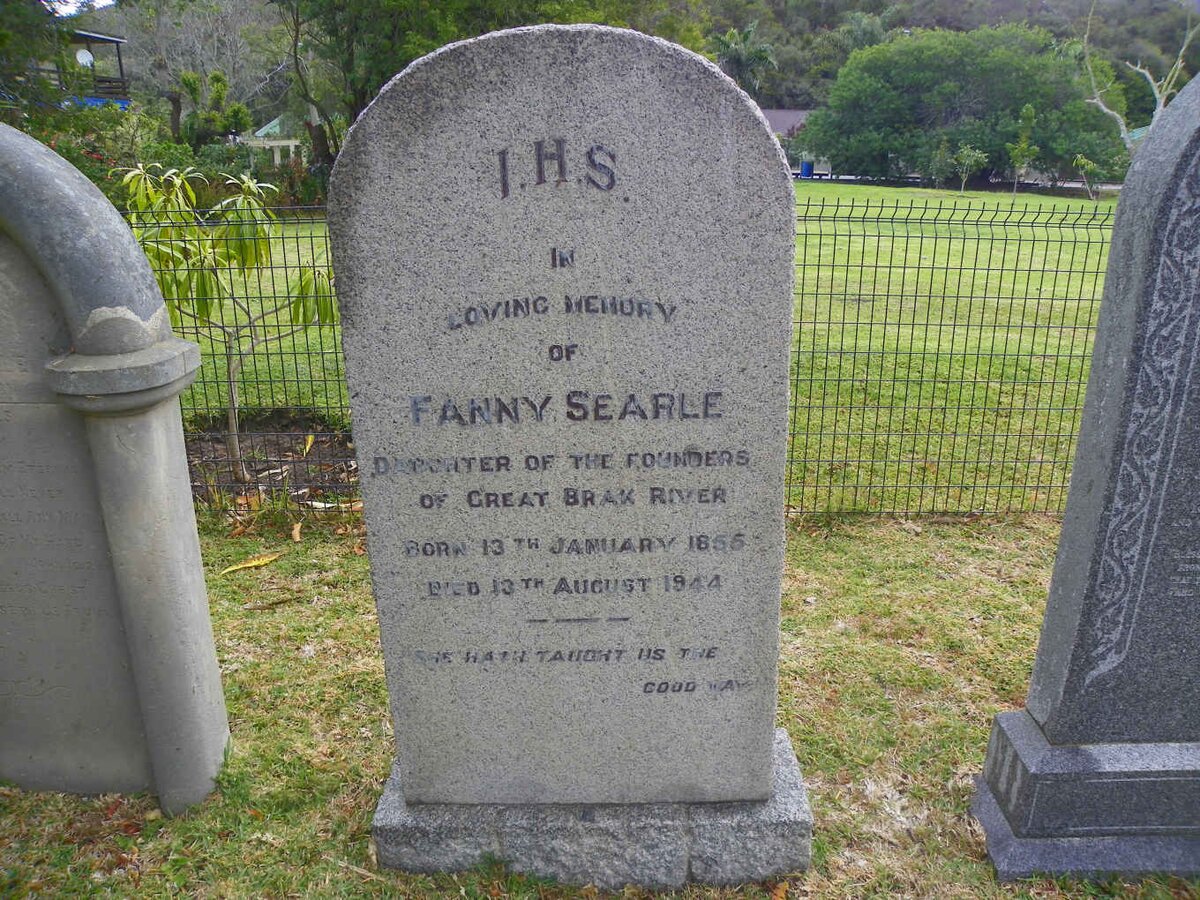 I.H.S.
IN
LOVING MEMORY
OF
FANNY SEARLE
DAUGHTER OF THE FOUNDERS
OF GREAT BRAK RIVER
BORN 13TH JANUARY 1855
DIED 13TH AUGUST 1944
SHE HATH TAUGHT US THE
GOOD WAY